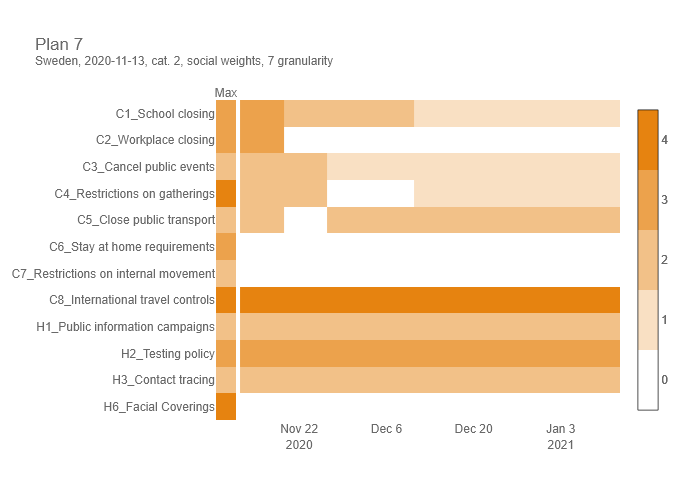 Plan 7
Sweden, 2020-11-13, cat. 2, social weights, 7 granularity
Max
C1_School closing
C2_Workplace closing
C3_Cancel public events
C4_Restrictions on gatherings
C5_Close public transport
C6_Stay at home requirements
C7_Restrictions on internal movement
C8_International travel controls
H1_Public information campaigns
H2_Testing policy
H3_Contact tracing
H6_Facial Coverings
4
3
2
1
0
Nov 22 Dec 6 Dec 20 Jan 3
2020 2021